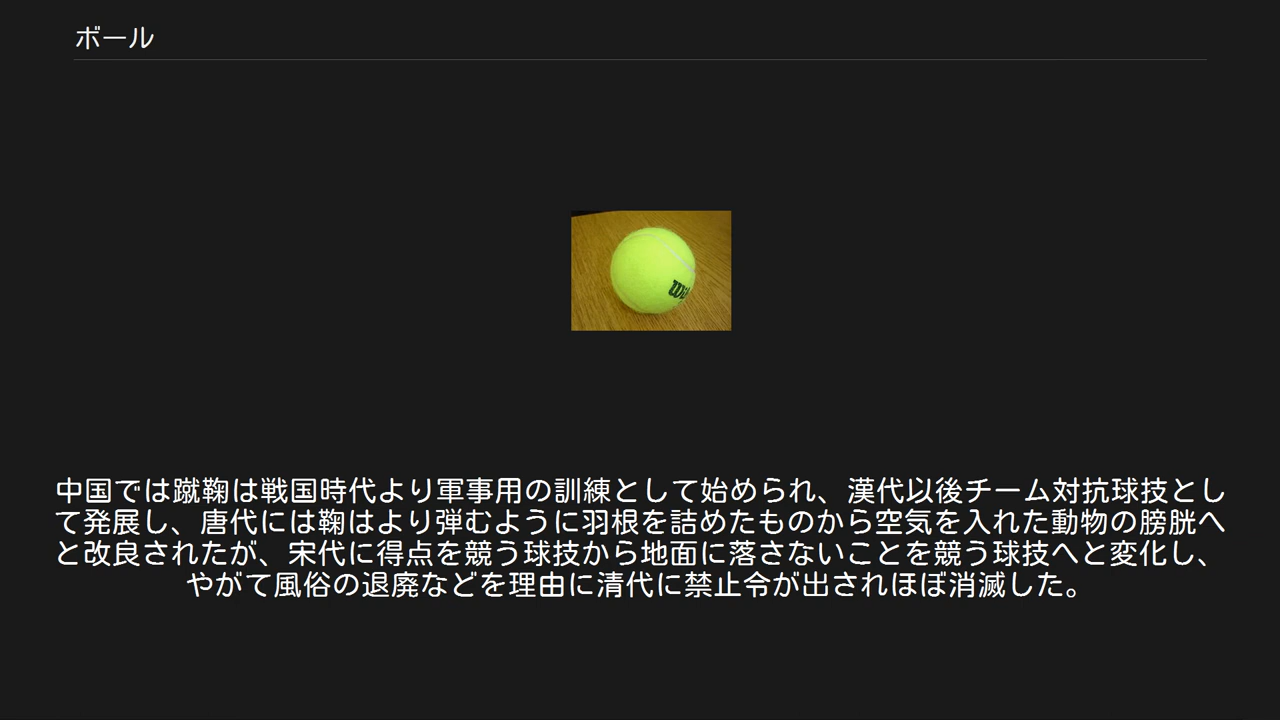 ボール
Wil
中国では蹴鞠は戦国時代より軍事用の訓練として始められ、漢代以後チーム対抗球技とし
て発展し、唐代には鞠はより弾むように羽根を詰めたものから空気を入れた動物の膀胱へ
と改良されたが、宋代に得点を競う球技から地面に落さないことを競う球技へと変化し、
やがて風俗の退廃などを理由に清代に禁止令が出されほぼ消滅した。